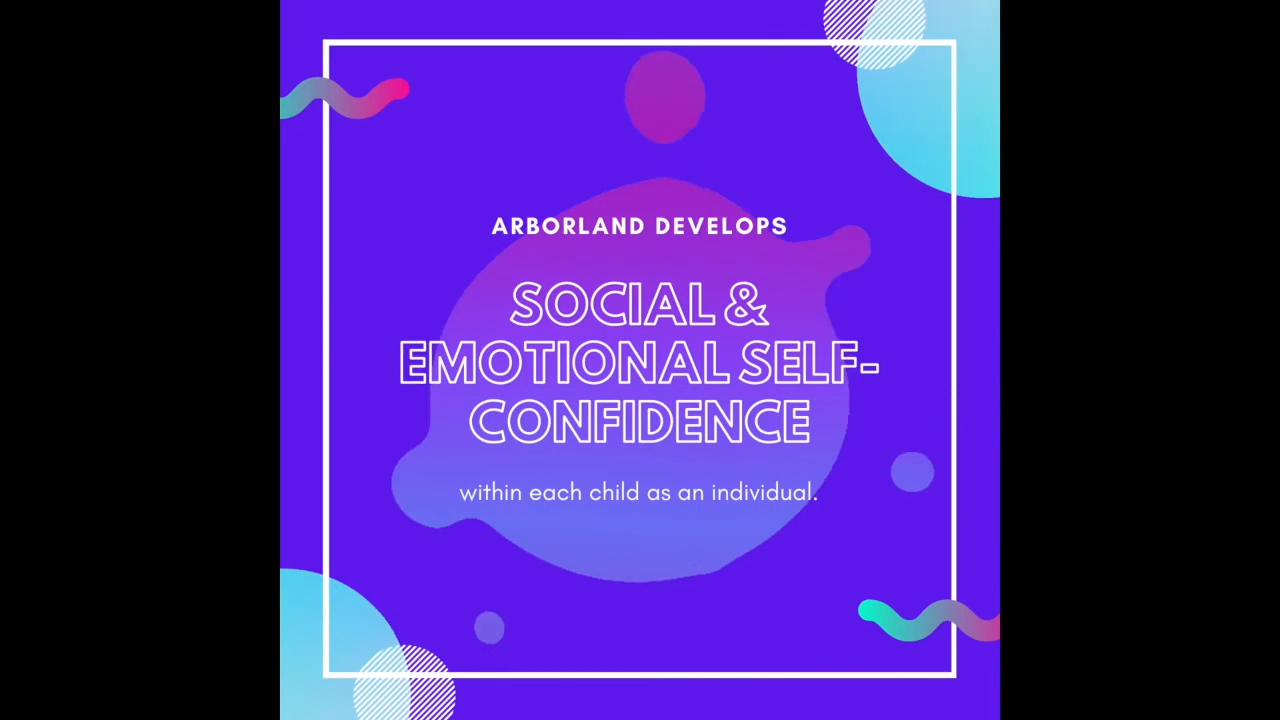 ARBORLAND DEVELOPS
SOCIAL &
EMOTIONAL SELF-
CONFIDENCE
within each child as an individual.